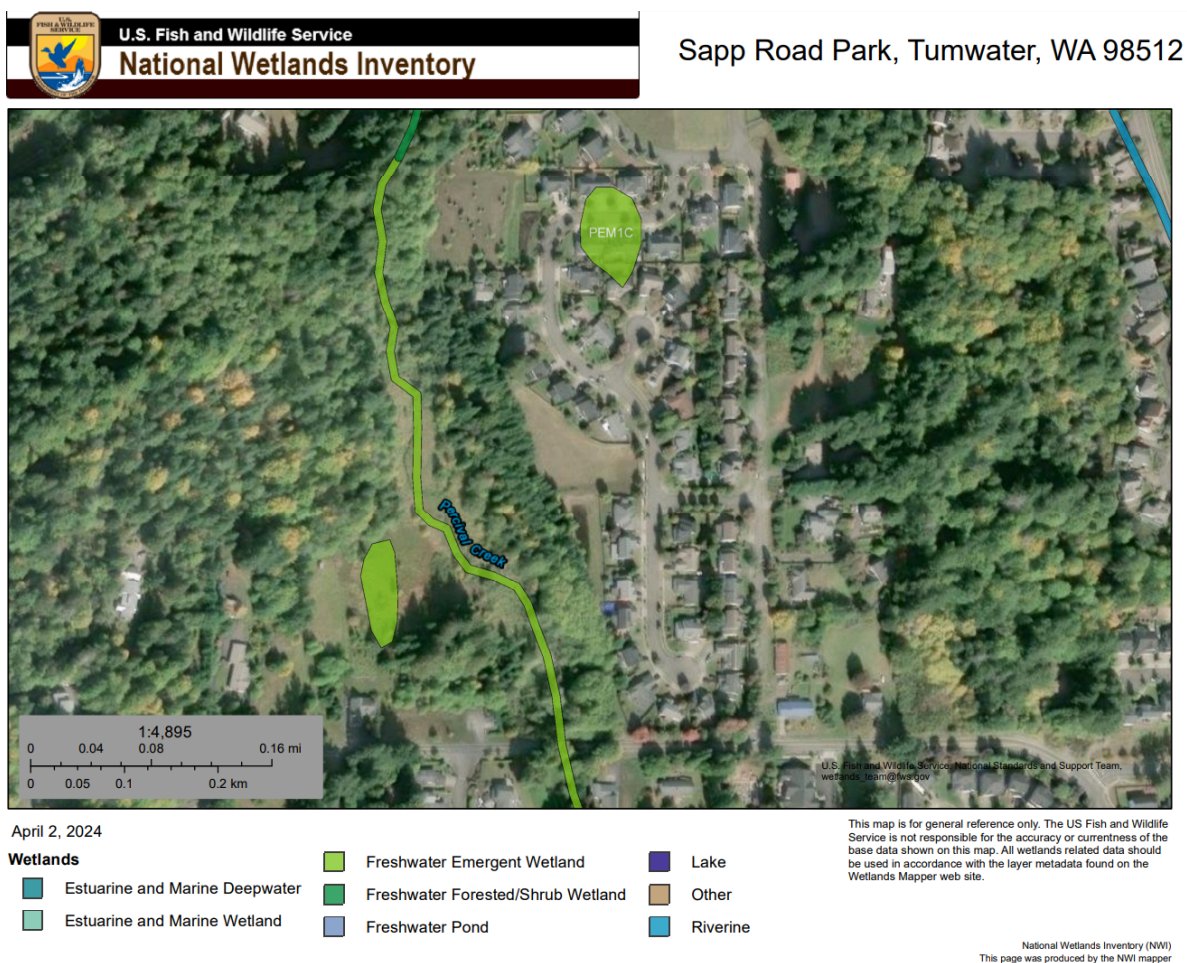 U.S.
FISH & WILDLIFE
SERVICE
U.S. Fish and Wildlife Service
National Wetlands Inventory
Sapp Road Park, Tumwater, WA 98512
PEM1C
Percival Creek
1:4,895
0 0.04 0.08 0.16 mi
0 0.05 0.1 0.2 km
U.S. Fish and Wildlife Service, National Standards and Support Team,
wetlands_team@fws.gov
April 2, 2024
Wetlands
Estuarine and Marine Deepwater
Estuarine and Marine Wetland
Freshwater Emergent Wetland
Freshwater Forested/Shrub Wetland
Freshwater Pond
Lake
Other
Riverine
This map is for general reference only. The US Fish and Wildlife
Service is not responsible for the accuracy or currentness of the
base data shown on this map. All wetlands related data should
be used in accordance with the layer metadata found on the
Wetlands Mapper web site.
National Wetlands Inventory (NWI)
This page was produced by the NWI mapper